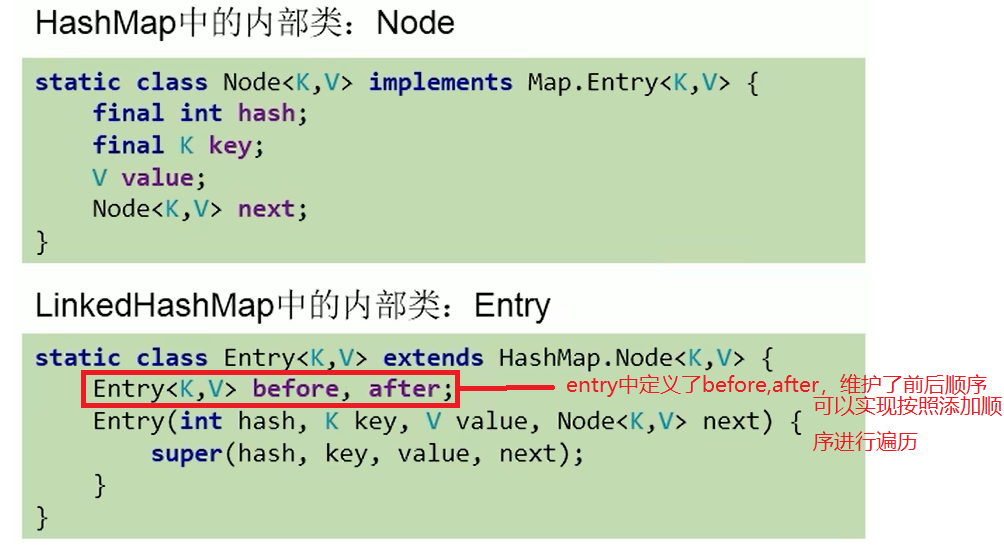 HashMap中的内部类：Node
static class Node<K,V> implements Map.Entry<K,V> {
final int hash;
final K key;
V value;
Node<K,V> next;
}
LinkedHashMap中的内部类：Entry
static class Entry<K,V> extends HashMap.Node<K,V> {
Entry<K,V> before, after;
entry中定义了before,after，维护了前后顺序
可以实现按照添加顺
序进行遍历
Entry(int hash, K key, V value, Node<K,V> next) {
super(hash, key, value, next);
}
}